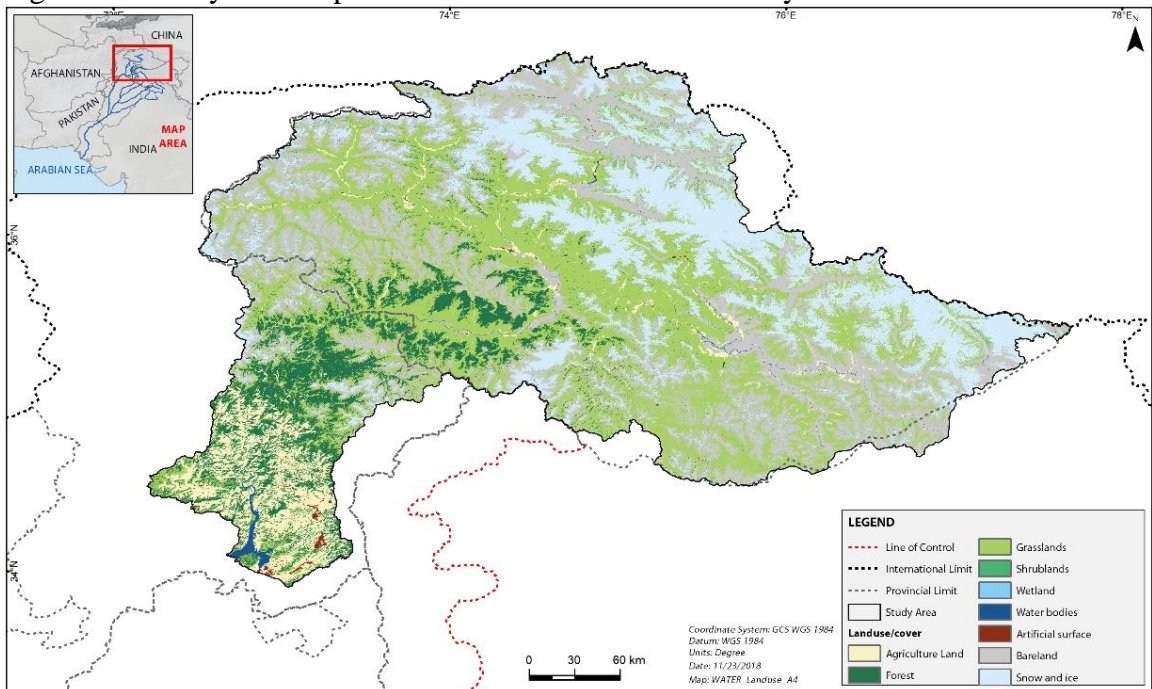 74°E
78°E
N
CHINA
AFGHANISTAN
PAKISTAN
MAP
AREA
INDIA
ARABIAN SEA
36°N
34°N
LEGEND
Line of Control
International Limit
Provincial Limit
Study Area
Landuse/cover
Agriculture Land
Forest
Grasslands
Shrublands
Wetland
Water bodies
Artificial surface
Bareland
Snow and ice
Coordinate System: GCS WGS 1984
Datum: WGS 1984
Units: Degree
Date: 11/23/2018
Map: WATER_Landuse_A4
0 30 60 km